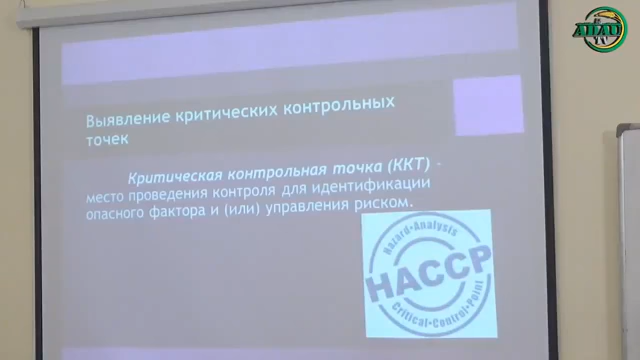 Выявление критических контрольных
точек
Критическая контрольная точка (ККТ) -
место проведения контроля для идентификации
опасного фактора и (или) управления риском.
Hazard•Analysis
HACCP
Critical•Control•Point